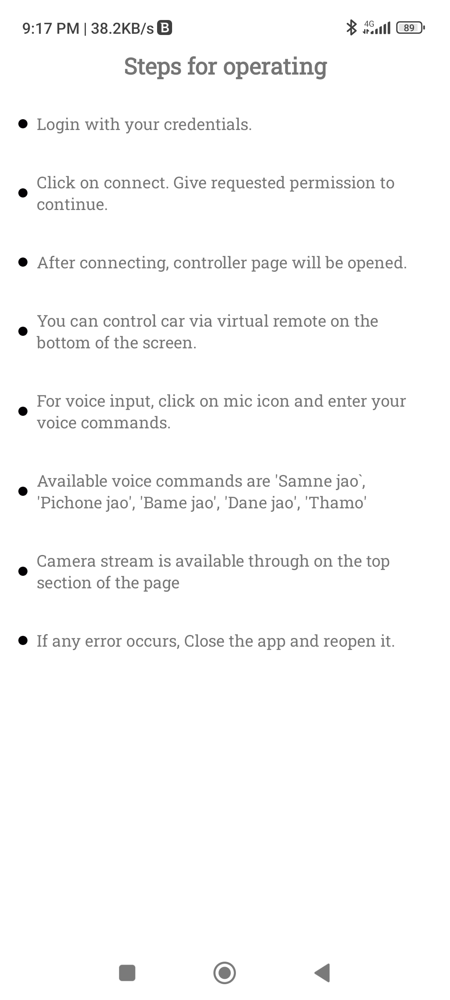 9:17 PM | 38.2KB/s B 4G 89
Steps for operating
Login with your credentials.
Click on connect. Give requested permission to
continue.
After connecting, controller page will be opened.
You can control car via virtual remote on the
bottom of the screen.
For voice input, click on mic icon and enter your
voice commands.
Available voice commands are 'Samne jao`,
'Pichone jao', 'Bame jao', 'Dane jao', 'Thamo'
Camera stream is available through on the top
section of the page
If any error occurs, Close the app and reopen it.